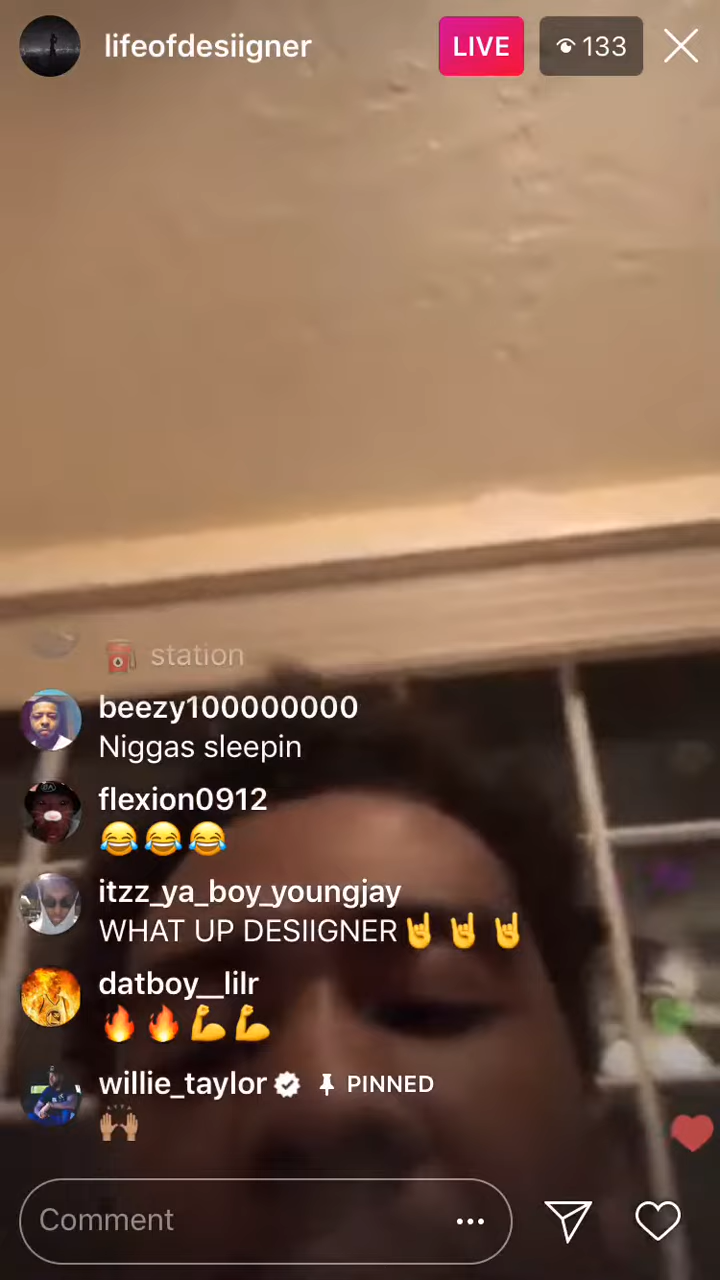 lifeofdesiigner
LIVE
133
station
beezy100000000
Niggas sleepin
flexion0912
😂😂😂
itzz_ya_boy_youngjay
WHAT UP DESIIGNER🤘🤘🤘
datboy__lilr
🔥🔥💪💪
willie_taylor PINNED
🙌🏽
Comment